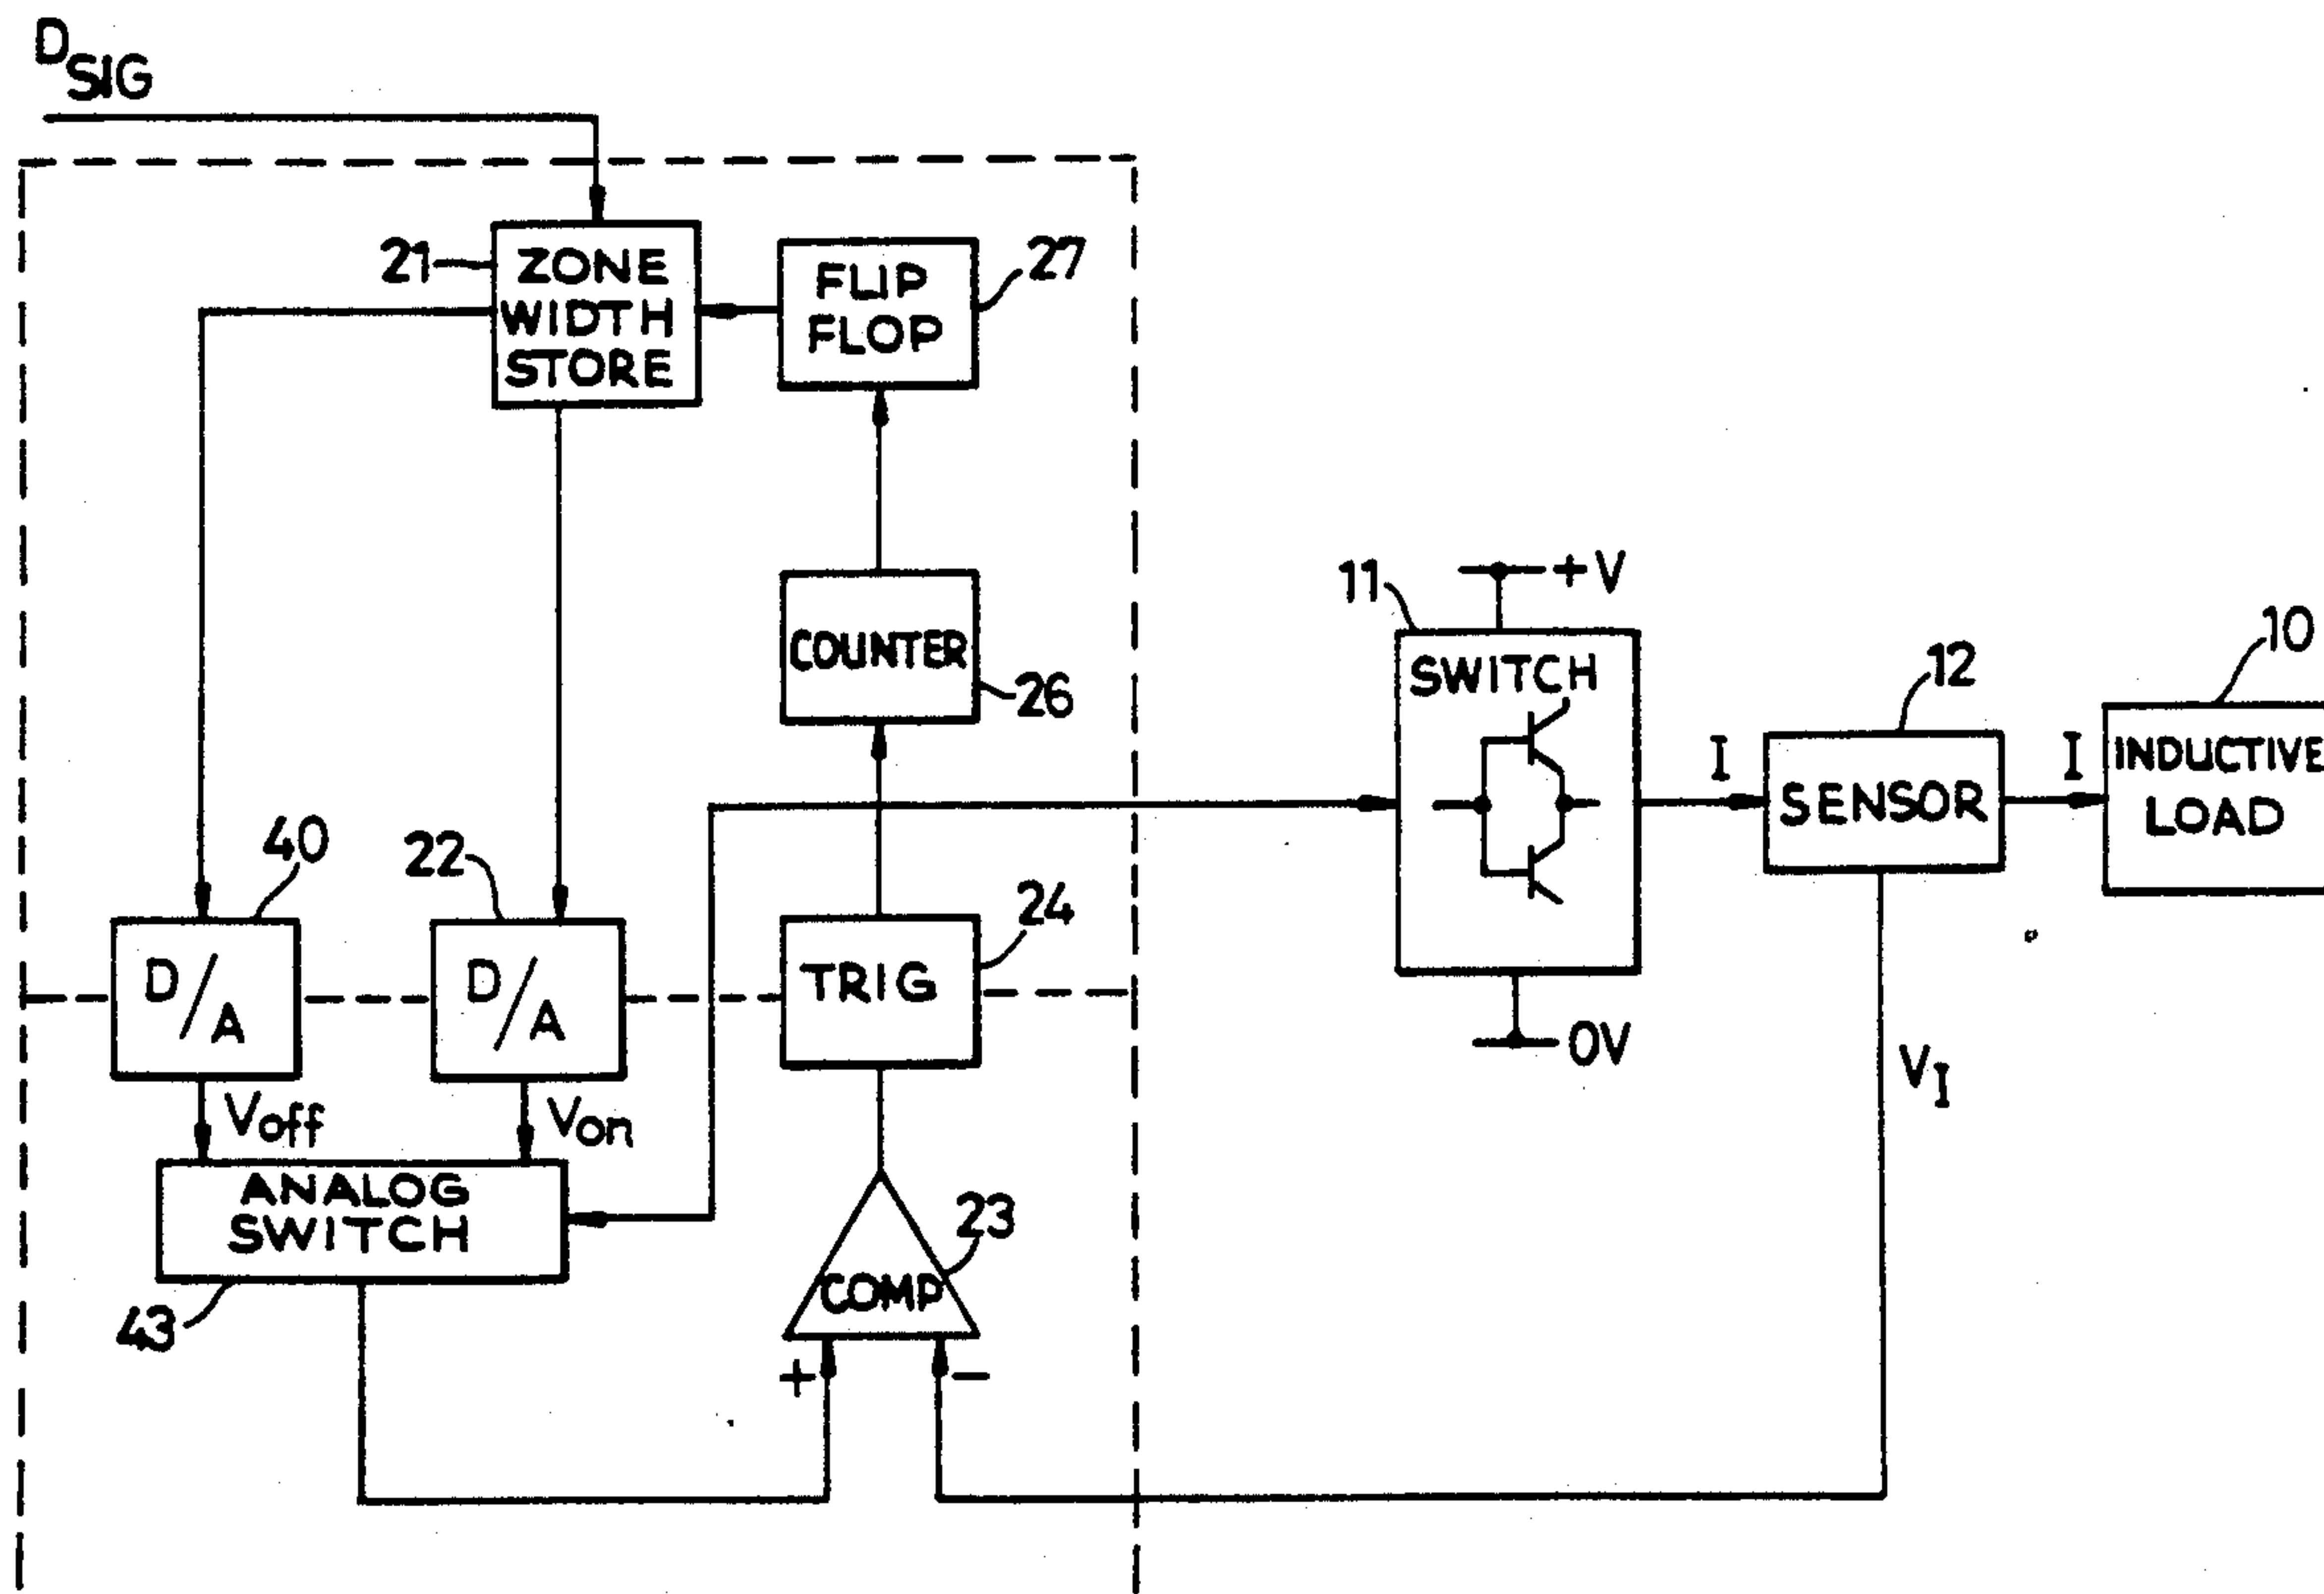 DSIG
21
ZONE
WIDTH
STORE
FLIP
FLOP
27
COUNTER
26
11
+V
SWITCH
0V
I
12
SENSOR
I
10
INDUCTIVE
LOAD
VI
40
D/A
22
D/A
24
TRIG
Voff
Von
ANALOG
SWITCH
43
23
COMP
+
-